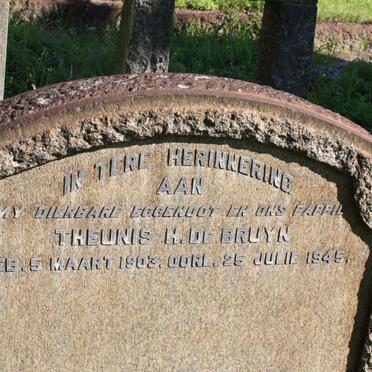 IN TERE HERINNERING
AAN
MY DIERBARE EGGENOOT EN ONS PAPPIE
THEUNIS H. DE BRUYN
GEB. 5 MAART 1903. OORL. 25 JULIE 1945.